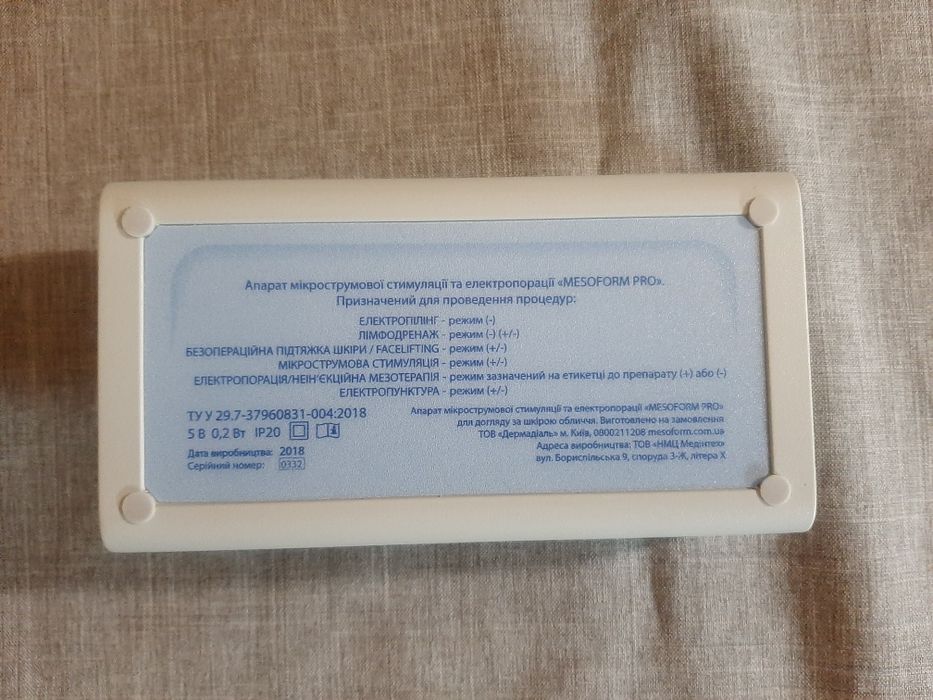 Апарат мікрострумової стимуляції та електропорації «MESOFORM PRO».
Призначений для проведення процедур:
ЕЛЕКТРОПІЛІНГ - режим (-)
ЛІМФОДРЕНАЖ - режим (-) (+/-)
БЕЗОПЕРАЦІЙНА ПІДТЯЖКА ШКІРИ / FACELIFTING - режим (+/-)
МІКРОСТРУМОВА СТИМУЛЯЦІЯ - режим (+/-)
ЕЛЕКТРОПОРАЦІЯ/НЕІН'ЄКЦІЙНА МЕЗОТЕРАПІЯ - режим зазначений на етикетці до препарату (+) або (-)
ЕЛЕКТРОПУНКТУРА - режим (+/-)
ТУ У 29.7-37960831-004:2018
5 В 0,2 Вт IP20
Дата виробництва: 2018
Серійний номер: 0332
Апарат мікрострумової стимуляції та електропорації «MESOFORM PRO»
для догляду за шкірою обличчя. Виготовлено на замовлення
ТОВ «Дермадіаль» м. Київ, 0800211208 mesoform.com.ua
Адреса виробництва: ТОВ «НМЦ Медінтех»
вул. Бориспільська 9, споруда 3-Ж, літера Х